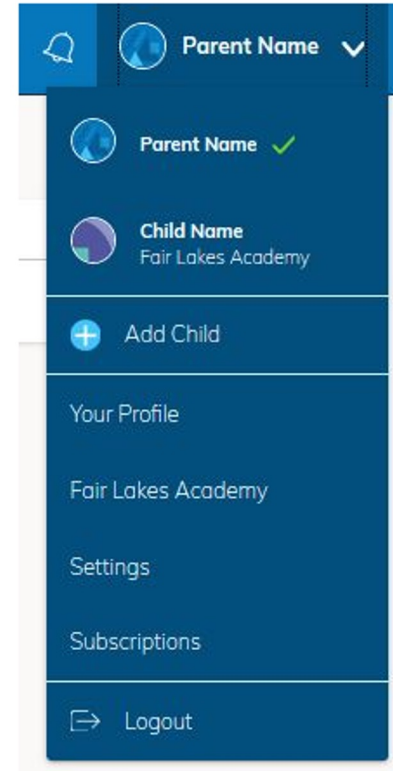 Parent Name
Parent Name
Child Name
Fair Lakes Academy
Add Child
Your Profile
Fair Lakes Academy
Settings
Subscriptions
Logout